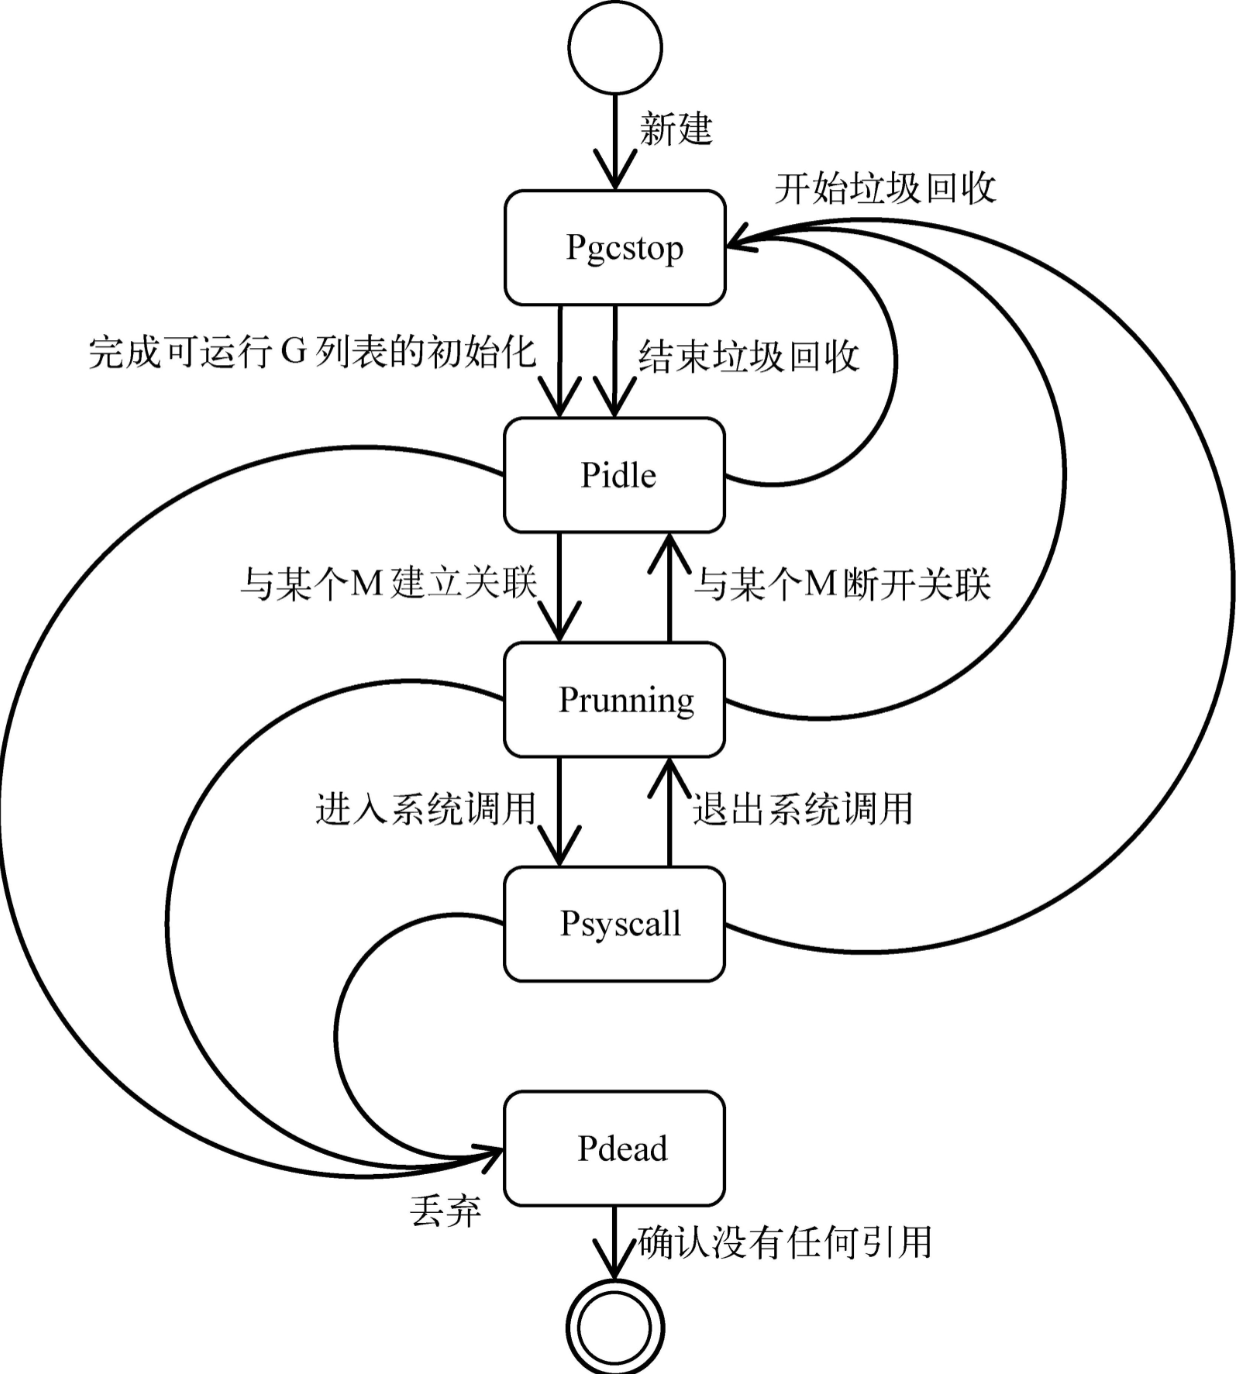 新建
开始垃圾回收
Pgcstop
完成可运行 G 列表的初始化
结束垃圾回收
Pidle
与某个M 建立关联
与某个M断开关联
Prunning
进入系统调用
退出系统调用
Psyscall
Pdead
丢弃
确认没有任何引用